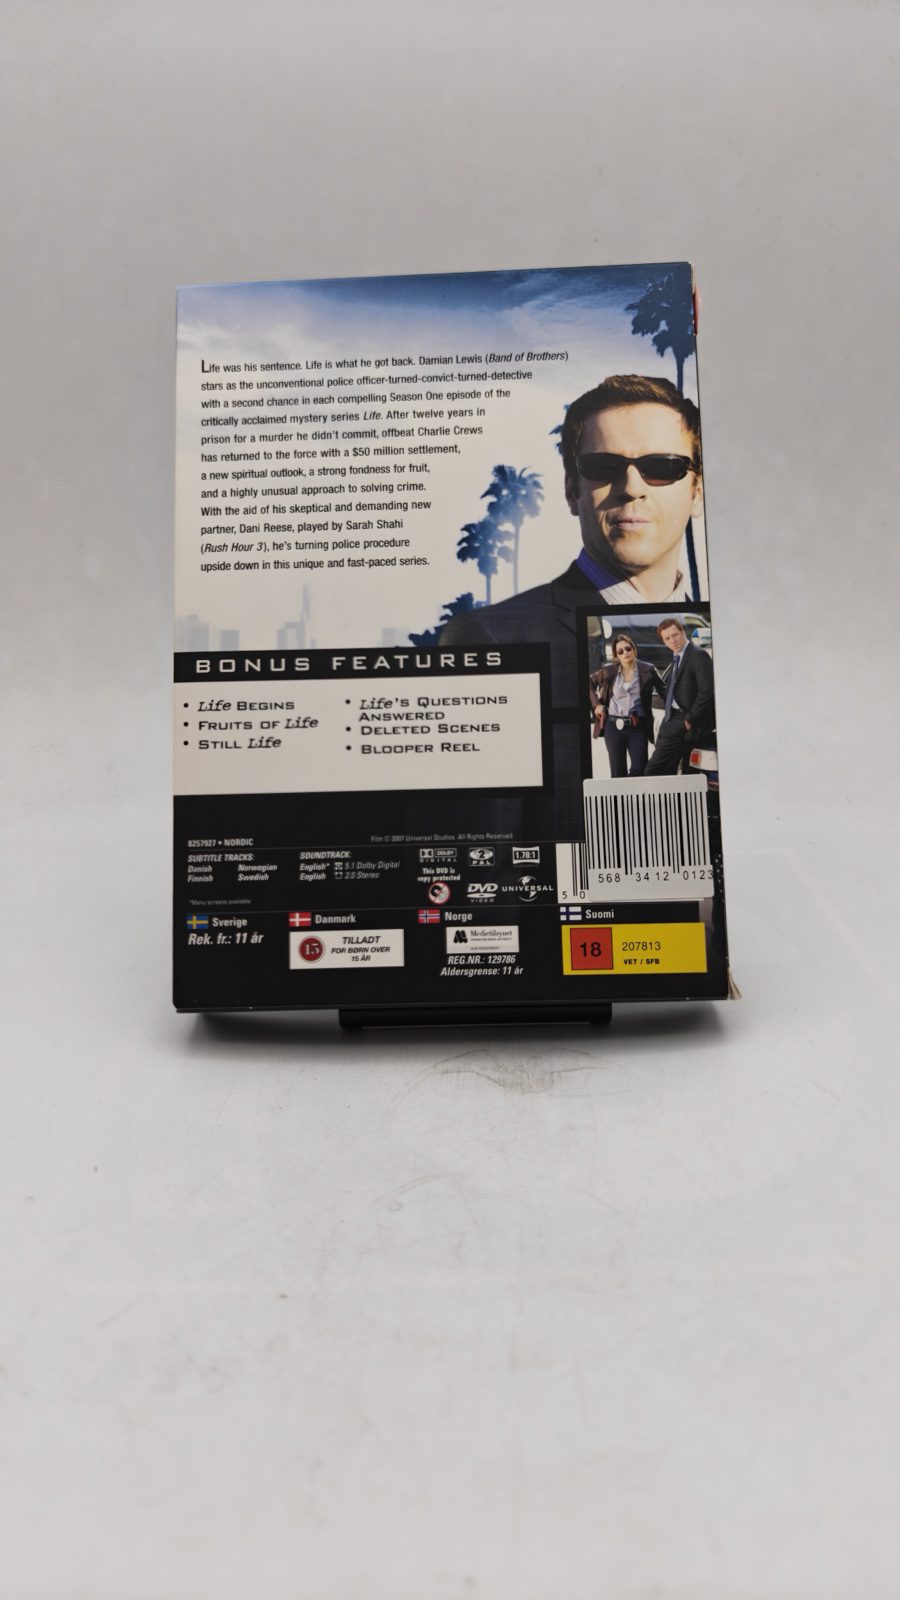 Life was his sentence. Life is what he got back. Damian Lewis (Band of Brothers)
stars as the unconventional police officer-turned-convict-turned-detective
with a second chance in each compelling Season One episode of the
critically acclaimed mystery series Life. After twelve years in
prison for a murder he didn't commit, offbeat Charlie Crews
has returned to the force with a $50 million settlement,
a new spiritual outlook, a strong fondness for fruit,
and a highly unusual approach to solving crime.
With the aid of his skeptical and demanding new
partner, Dani Reese, played by Sarah Shahi
(Rush Hour 3), he's turning police procedure
upside down in this unique and fast-paced series.
BONUS FEATURES
• Life BEGINS
• FRUITS OF Life
• STILL Life
• Life'S QUESTIONS
ANSWERED
• DELETED SCENES
• BLOOPER REEL
8257927 • NORDIC
Film © 2007 Universal Studios. All Rights Reserved
SUBTITLE TRACKS:
Danish Norwegian
Finnish Swedish
*Menu screens available
SOUNDTRACK:
English* 5.1 Dolby Digital
English 2.0 Stereo
DOLBY
DIGITAL
2
PAL
1.78:1
This DVD is
copy protected
DVD
VIDEO
UNIVERSAL
5 0
568 34 12 0123
Sverige
Rek. fr.: 11 år
Danmark
15
TILLADT
FOR BØRN OVER
15 ÅR
Norge
Medietilsynet
REG.NR.: 129786
Aldersgrense: 11 år
Suomi
18
207813
VET / SFB